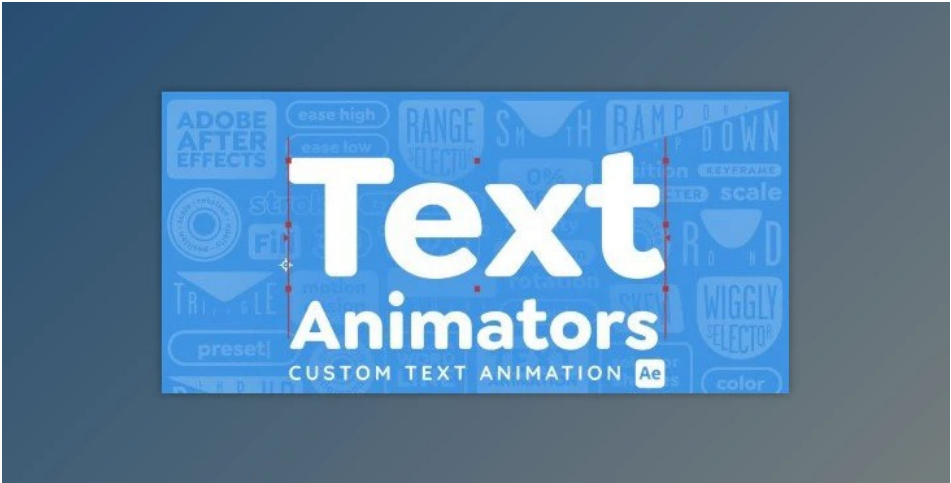 ADOBE
AFTER
EFFECTS
ease high
ease low
RANGE
SELECTOR
RAMP
DOWN
0%
KEYFRAME
scale
Text
rotation
WIGGLY
SELECTOR
preset
Animators
CUSTOM TEXT ANIMATION Ae
color